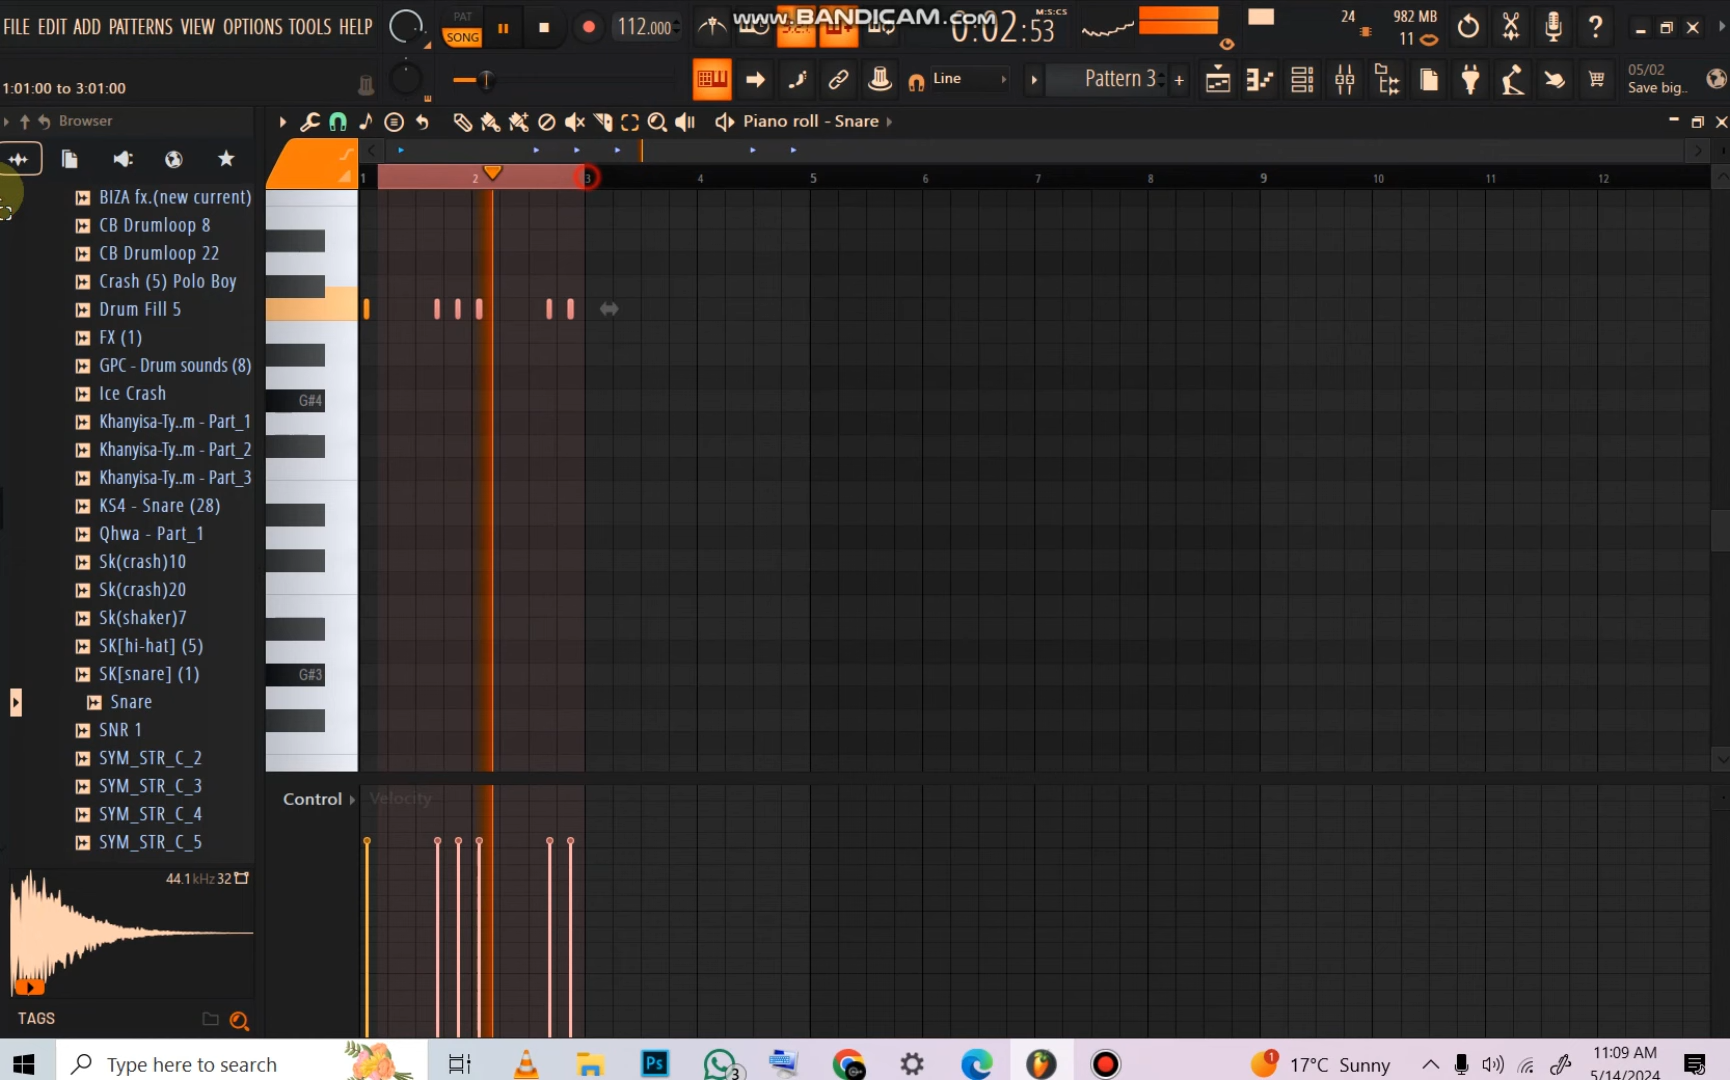 FILE EDIT ADD PATTERNS VIEW OPTIONS TOOLS HELP
PAT
SONG
112.000
www.BANDICAM.com
0:02:53
M:S:CS
24
982 MB
11
1:01:00 to 3:01:00
Line
Pattern 3
05/02
Save big..
Browser
Piano roll - Snare
1 2 3 4 5 6 7 8 9 10 11 12
BIZA fx.(new current)
CB Drumloop 8
CB Drumloop 22
Crash (5) Polo Boy
Drum Fill 5
FX (1)
GPC - Drum sounds (8)
Ice Crash
Khanyisa-Ty..m - Part_1
Khanyisa-Ty..m - Part_2
Khanyisa-Ty..m - Part_3
KS4 - Snare (28)
Qhwa - Part_1
Sk(crash)10
Sk(crash)20
Sk(shaker)7
SK[hi-hat] (5)
SK[snare] (1)
Snare
SNR 1
SYM_STR_C_2
SYM_STR_C_3
SYM_STR_C_4
SYM_STR_C_5
G#4
G#3
Control
Velocity
44.1kHz 32
TAGS
Type here to search
Ps
3
1
17°C Sunny
11:09 AM
5/14/2024